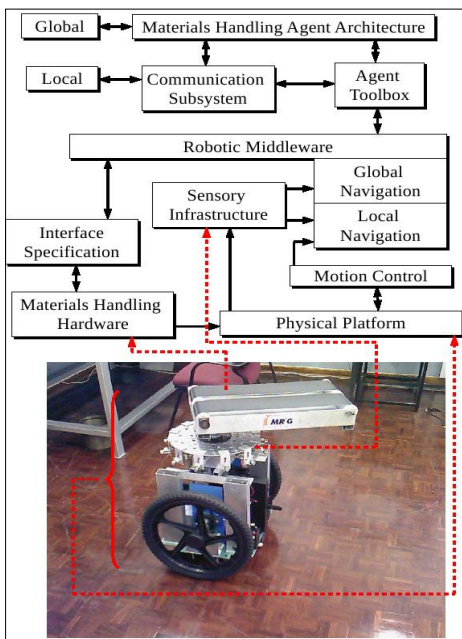 Global
Materials Handling Agent Architecture
Local
Communication
Subsystem
Agent
Toolbox
Robotic Middleware
Global
Navigation
Sensory
Infrastructure
Local
Navigation
Interface
Specification
Motion Control
Materials Handling
Hardware
Physical Platform
MR G